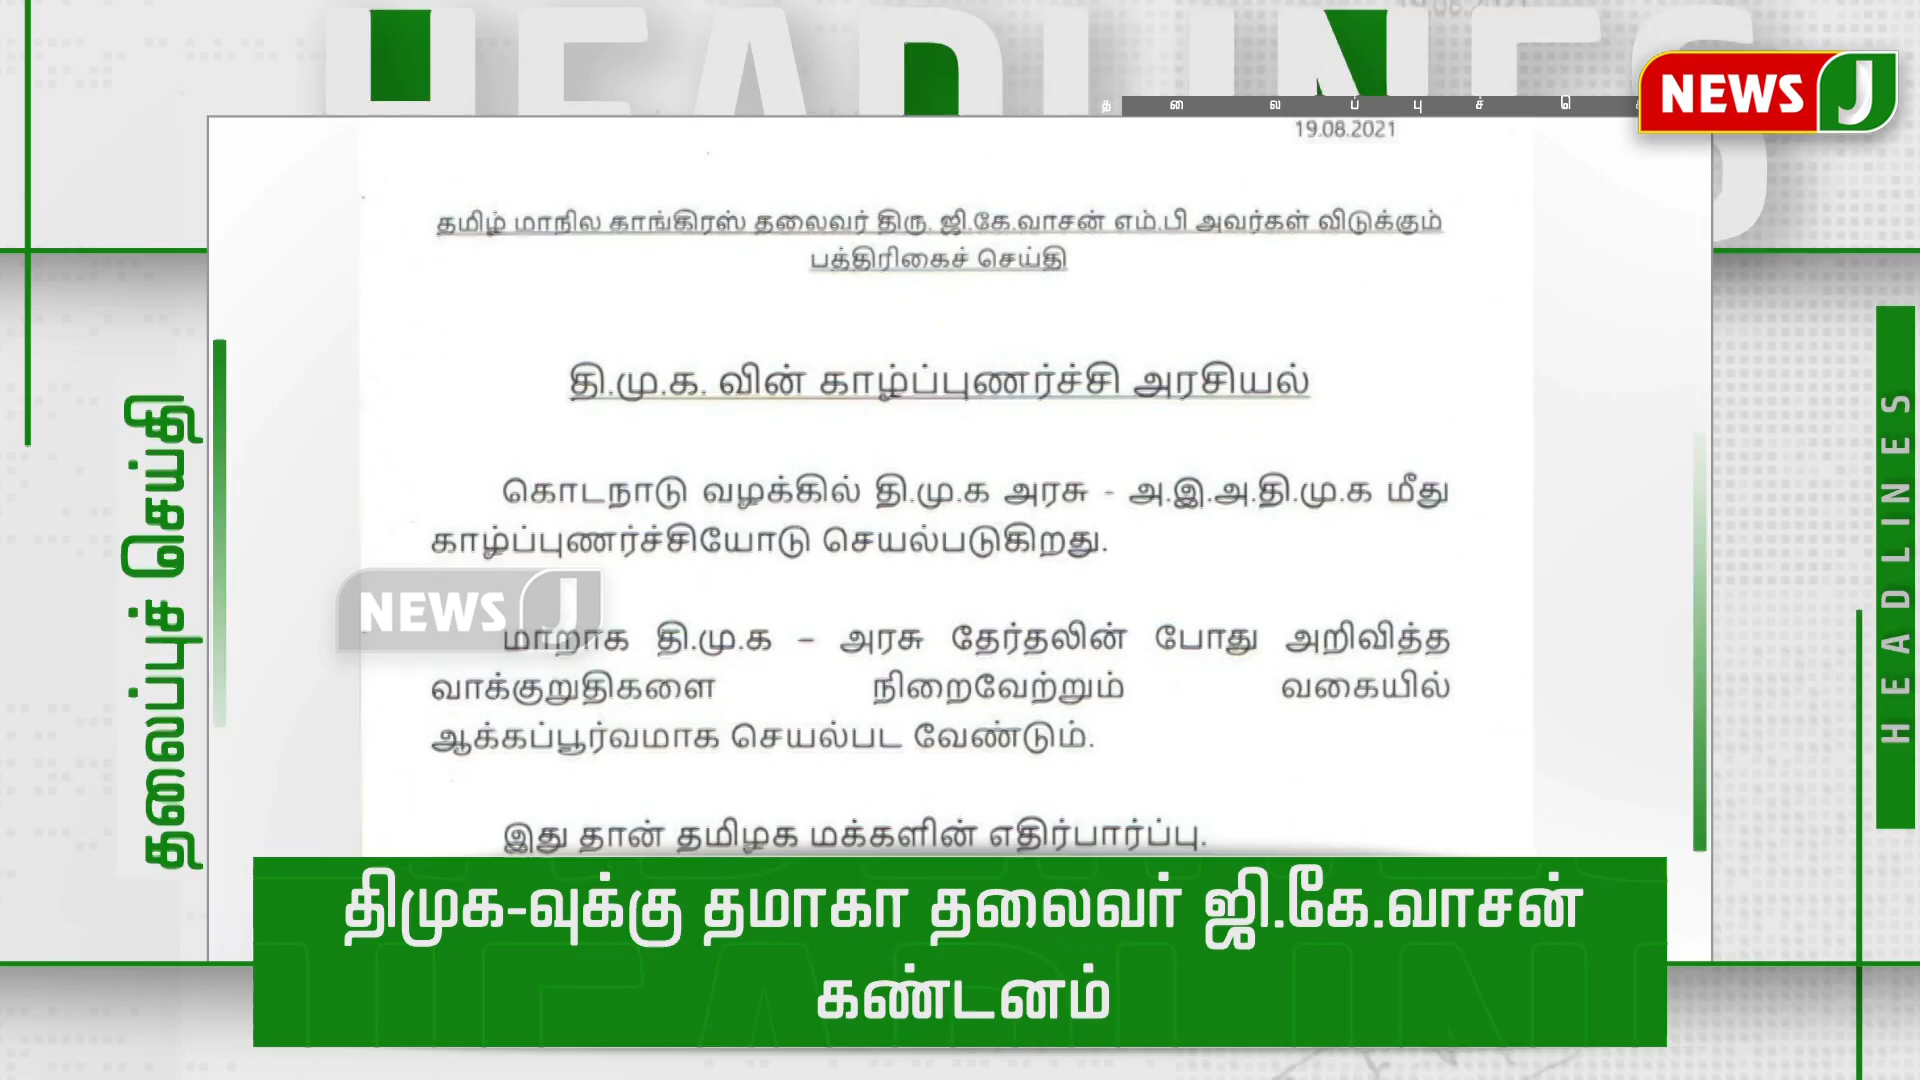 HEADLINES
NEWS J
த லை ப் பு ச் செ
19.08.2021
தமிழ் மாநில காங்கிரஸ் தலைவர் திரு. ஜி.கே.வாசன் எம்.பி அவர்கள் விடுக்கும்
பத்திரிகைச் செய்தி
தி.மு.க. வின் காழ்ப்புணர்ச்சி அரசியல்
கொடநாடு வழக்கில் தி.மு.க அரசு - அ.இ.அ.தி.மு.க மீது
காழ்ப்புணர்ச்சியோடு செயல்படுகிறது.
NEWS J
மாறாக தி.மு.க – அரசு தேர்தலின் போது அறிவித்த
வாக்குறுதிகளை நிறைவேற்றும் வகையில்
ஆக்கப்பூர்வமாக செயல்பட வேண்டும்.
இது தான் தமிழக மக்களின் எதிர்பார்ப்பு.
தலைப்புச் செய்தி
HEADLINES
திமுக-வுக்கு தமாகா தலைவர் ஜி.கே.வாசன்
கண்டனம்